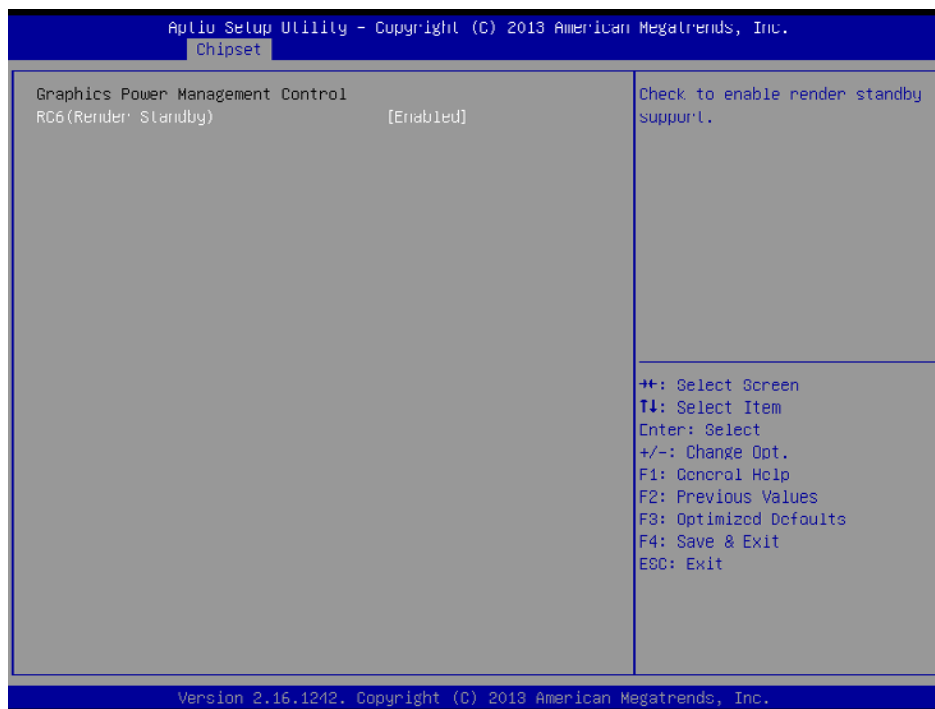 Aptio Setup Utility – Copyright (C) 2013 American Megatrends, Inc.
Chipset
Graphics Power Management Control
RC6(Render Standby) [Enabled]
Check to enable render standby
support.
→←: Select Screen
↑↓: Select Item
Enter: Select
+/-: Change Opt.
F1: General Help
F2: Previous Values
F3: Optimized Defaults
F4: Save & Exit
ESC: Exit
Version 2.16.1242. Copyright (C) 2013 American Megatrends, Inc.